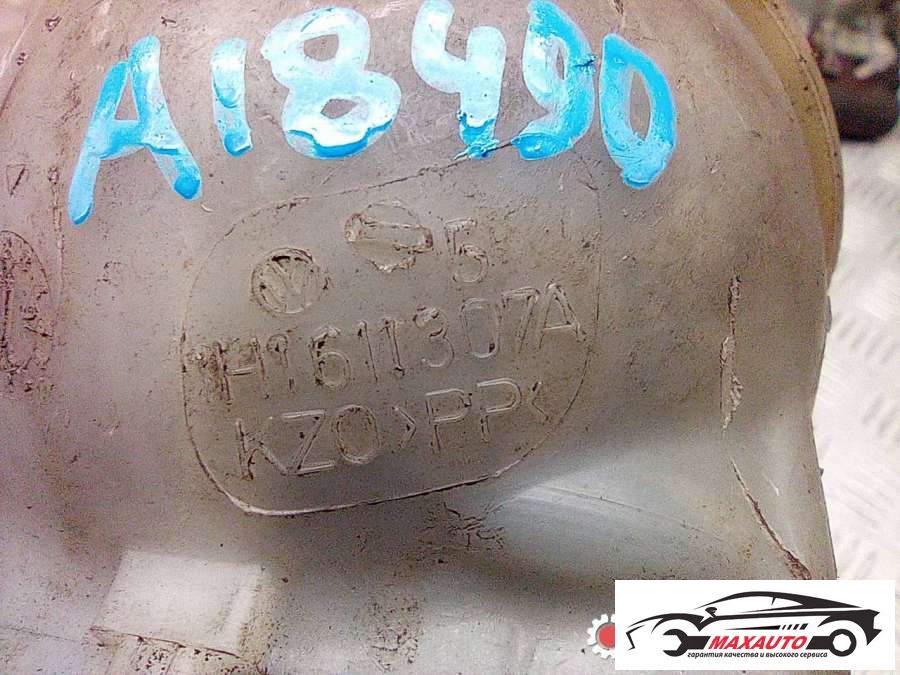 A18490
5
1H1611307A
KZO >PP<
MAXAUTO
гарантия качества и высокого сервиса